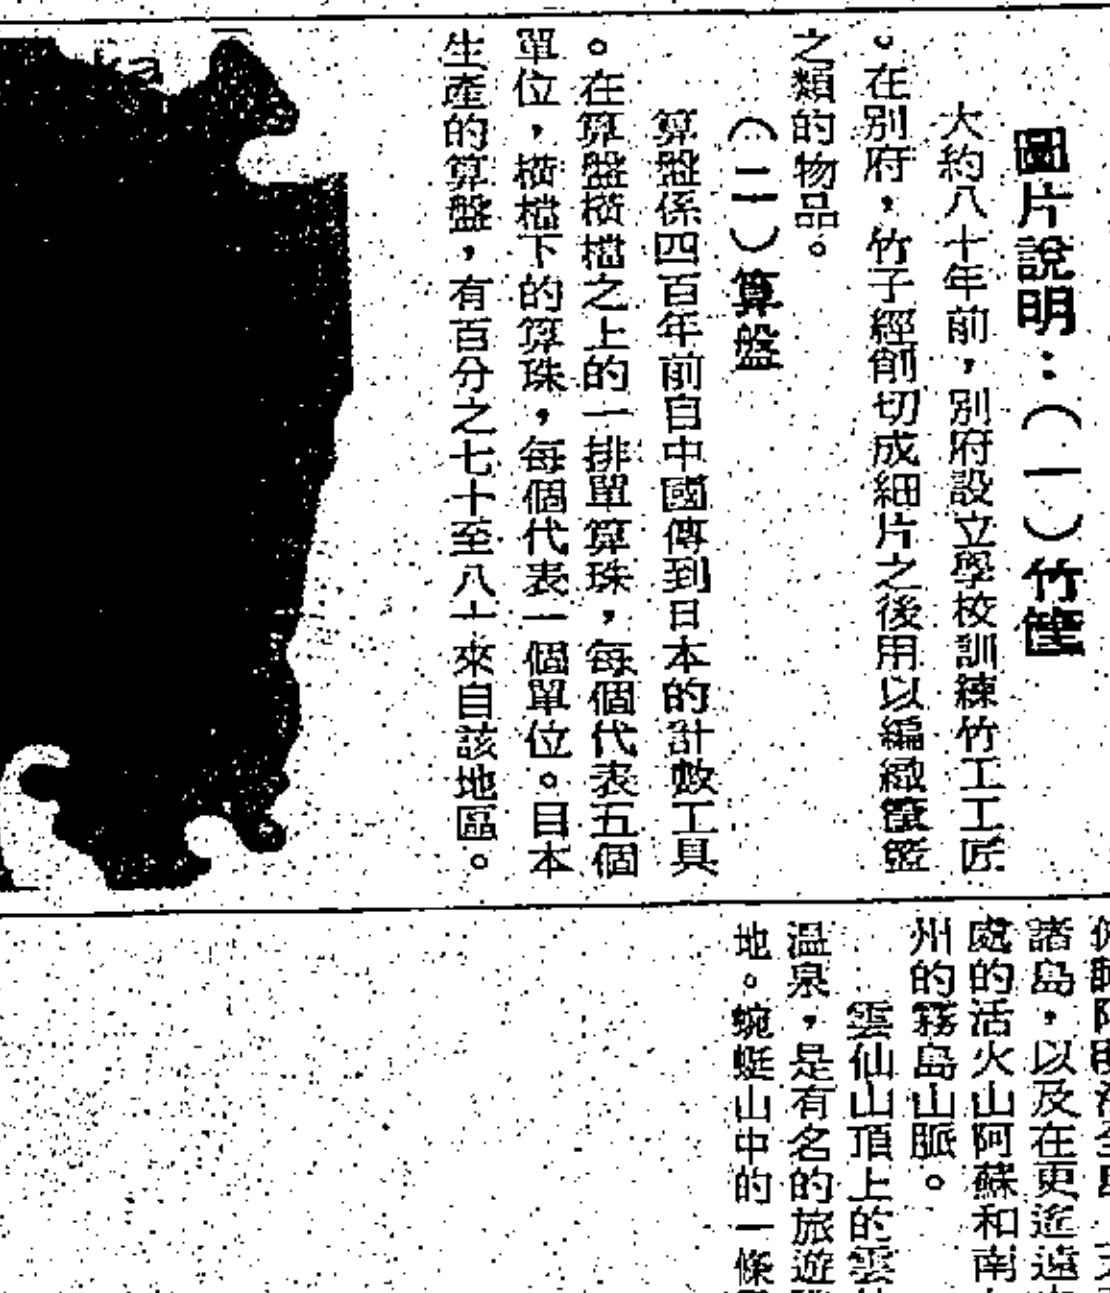 圖片說明：（一）竹筐
大約八十年前，別府設立學校訓練竹工工匠
。在別府，竹子經削切成細片之後用以編織筐籃
之類的物品。
（二）算盤
算盤係四百年前自中國傳到日本的計數工具
。在算盤橫檔之上的一排單算珠，每個代表五個
單位，橫檔下的算珠，每個代表一個單位。目本
生產的算盤，有百分之七十至八十來自該地區。
ka
諸島，以及在更遙遠
處的活火山阿蘇和南
州的霧島山脈。
雲仙山頂上的雲
溫泉，是有名的旅遊
地。蜿蜒山中的一條